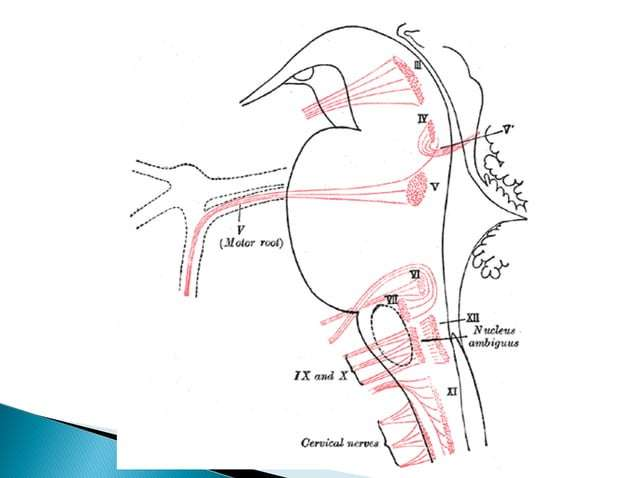 III
IV
V
V
V
(Motor root)
VI
VII
XII
Nucleus
ambiguus
IX and X
XI
Cervical nerves